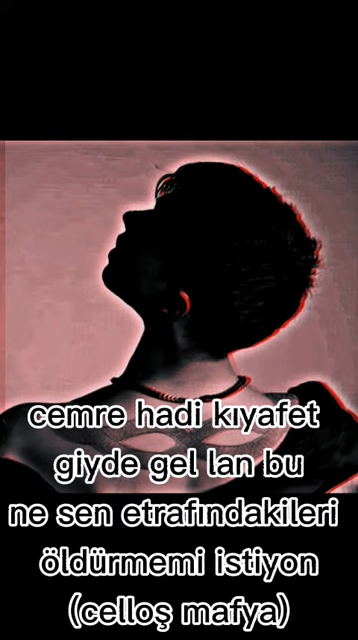 cemre hadi kıyafet
giyde gel lan bu
ne sen etrafındakileri
öldürmemi istiyon
(celloş mafya)